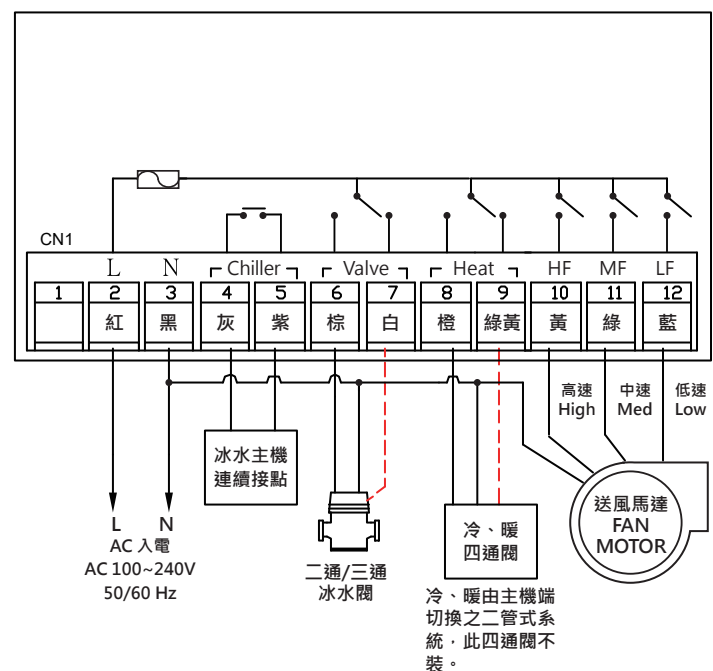 CN1
L N Chiller Valve Heat HF MF LF
1 2 3 4 5 6 7 8 9 10 11 12
紅 黑 灰 紫 棕 白 橙 綠黃 黃 綠 藍
高速 中速 低速
High Med Low
冰水主機
連續接點
L N
AC 入電
AC 100~240V
50/60 Hz
二通/三通
冰水閥
冷、暖
四通閥
冷、暖由主機端
切換之二管式系
統，此四通閥不
裝。
送風馬達
FAN
MOTOR